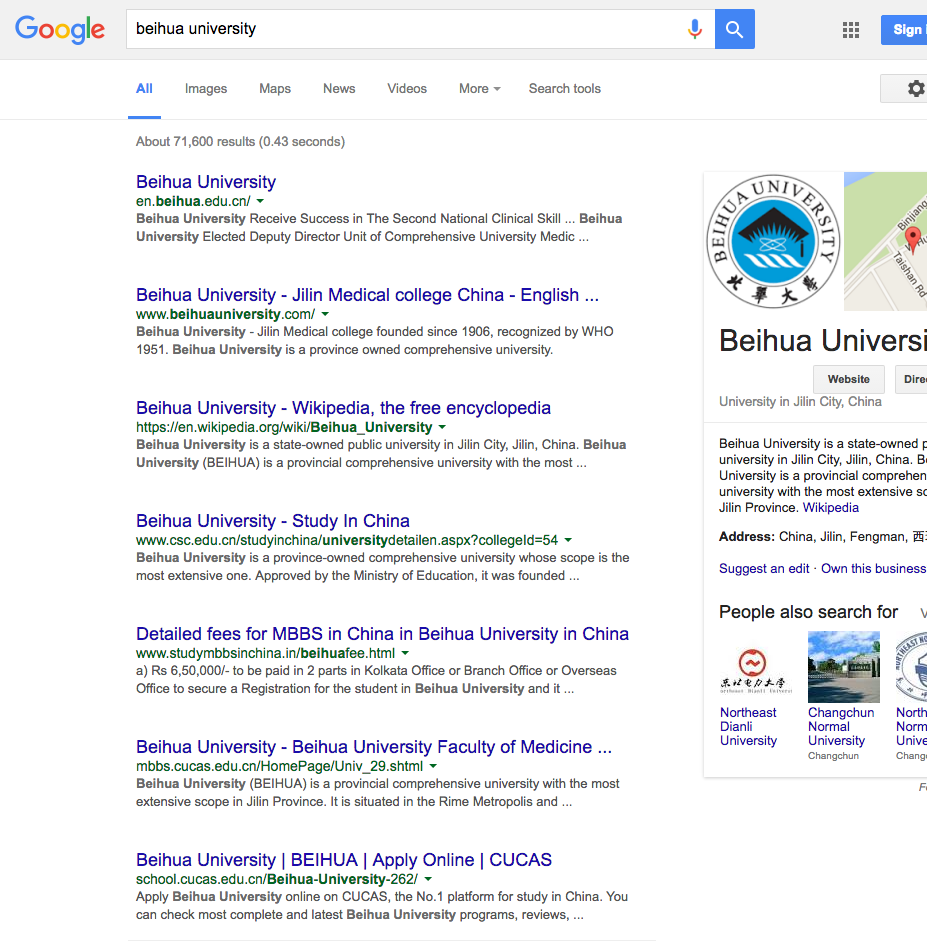 Google
beihua university
Sign
All Images Maps News Videos More Search tools
About 71,600 results (0.43 seconds)
Beihua University
en.beihua.edu.cn/
Beihua University Receive Success in The Second National Clinical Skill ... Beihua
University Elected Deputy Director Unit of Comprehensive University Medic ...
Beihua University - Jilin Medical college China - English ...
www.beihuauniversity.com/
Beihua University - Jilin Medical college founded since 1906, recognized by WHO
1951. Beihua University is a province owned comprehensive university.
Beihua University - Wikipedia, the free encyclopedia
https://en.wikipedia.org/wiki/Beihua_University
Beihua University is a state-owned public university in Jilin City, Jilin, China. Beihua
University (BEIHUA) is a provincial comprehensive university with the most ...
Beihua University - Study In China
www.csc.edu.cn/studyinchina/universitydetailen.aspx?collegeId=54
Beihua University is a province-owned comprehensive university whose scope is the
most extensive one. Approved by the Ministry of Education, it was founded ...
Detailed fees for MBBS in China in Beihua University in China
www.studymbbsinchina.in/beihuafee.html
a) Rs 6,50,000/- to be paid in 2 parts in Kolkata Office or Branch Office or Overseas
Office to secure a Registration for the student in Beihua University and it ...
Beihua University - Beihua University Faculty of Medicine ...
mbbs.cucas.edu.cn/HomePage/Univ_29.shtml
Beihua University (BEIHUA) is a provincial comprehensive university with the most
extensive scope in Jilin Province. It is situated in the Rime Metropolis and ...
Beihua University | BEIHUA | Apply Online | CUCAS
school.cucas.edu.cn/Beihua-University-262/
Apply Beihua University online on CUCAS, the No.1 platform for study in China. You
can check most complete and latest Beihua University programs, reviews, ...
BEIHUA UNIVERSITY
北華大學
Binjiang
Taishan Rd
Beihua Universi
Website Direc
University in Jilin City, China
Beihua University is a state-owned p
university in Jilin City, Jilin, China. Be
University is a provincial comprehen
university with the most extensive sc
Jilin Province. Wikipedia
Address: China, Jilin, Fengman,
Suggest an edit · Own this business
People also search for
东北电力大学
Northeast
Dianli
University
Changchun
Normal
University
Changchun
NORTHEAST NO
North
Norm
Unive
Chang